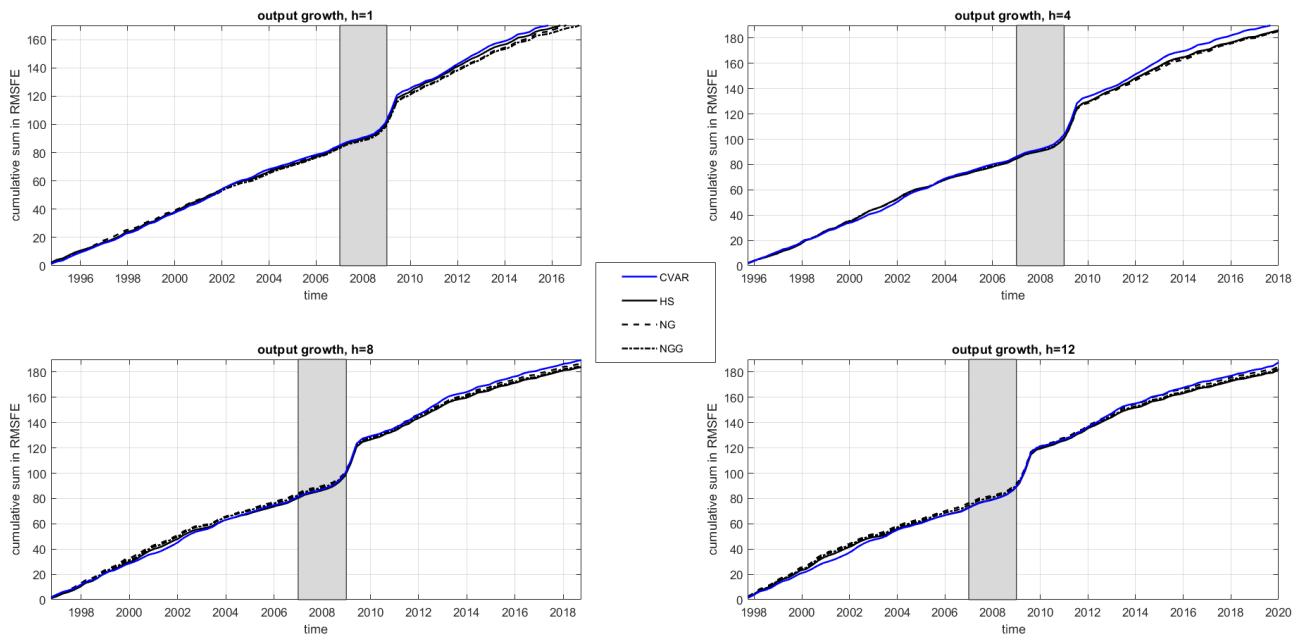 output growth, h=1
cumulative sum in RMSFE
160
140
120
100
80
60
40
20
0
1996 1998 2000 2002 2004 2006 2008 2010 2012 2014 2016
time
output growth, h=4
cumulative sum in RMSFE
180
160
140
120
100
80
60
40
20
0
1996 1998 2000 2002 2004 2006 2008 2010 2012 2014 2016 2018
time
CVAR
HS
NG
NGG
output growth, h=8
cumulative sum in RMSFE
180
160
140
120
100
80
60
40
20
0
1998 2000 2002 2004 2006 2008 2010 2012 2014 2016 2018
time
output growth, h=12
cumulative sum in RMSFE
180
160
140
120
100
80
60
40
20
0
1998 2000 2002 2004 2006 2008 2010 2012 2014 2016 2018 2020
time